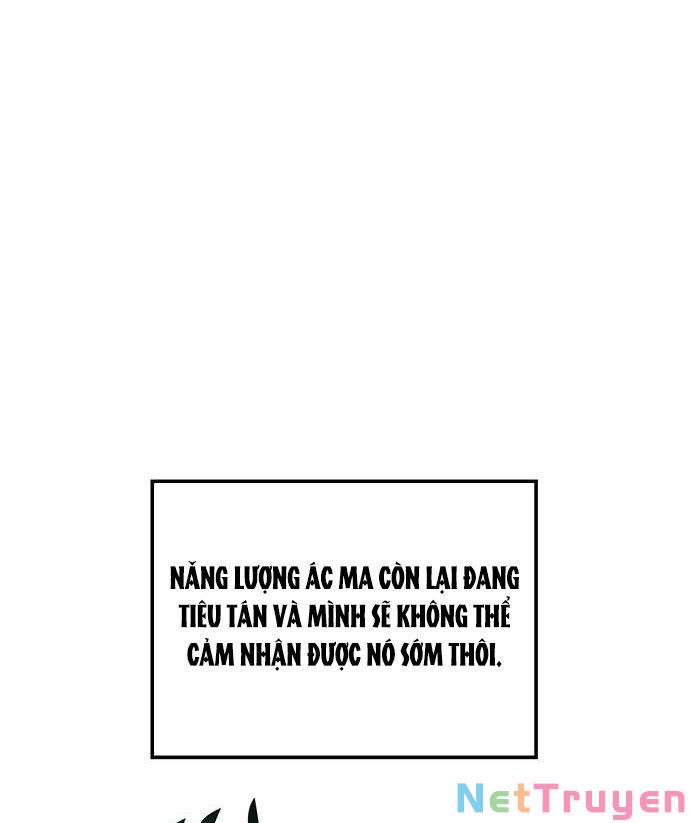 NĂNG LƯỢNG ÁC MA CÒN LẠI ĐANG
TIÊU TÁN VÀ MÌNH SẼ KHÔNG THỂ
CẢM NHẬN ĐƯỢC NÓ SỚM THÔI.
NetTruyen